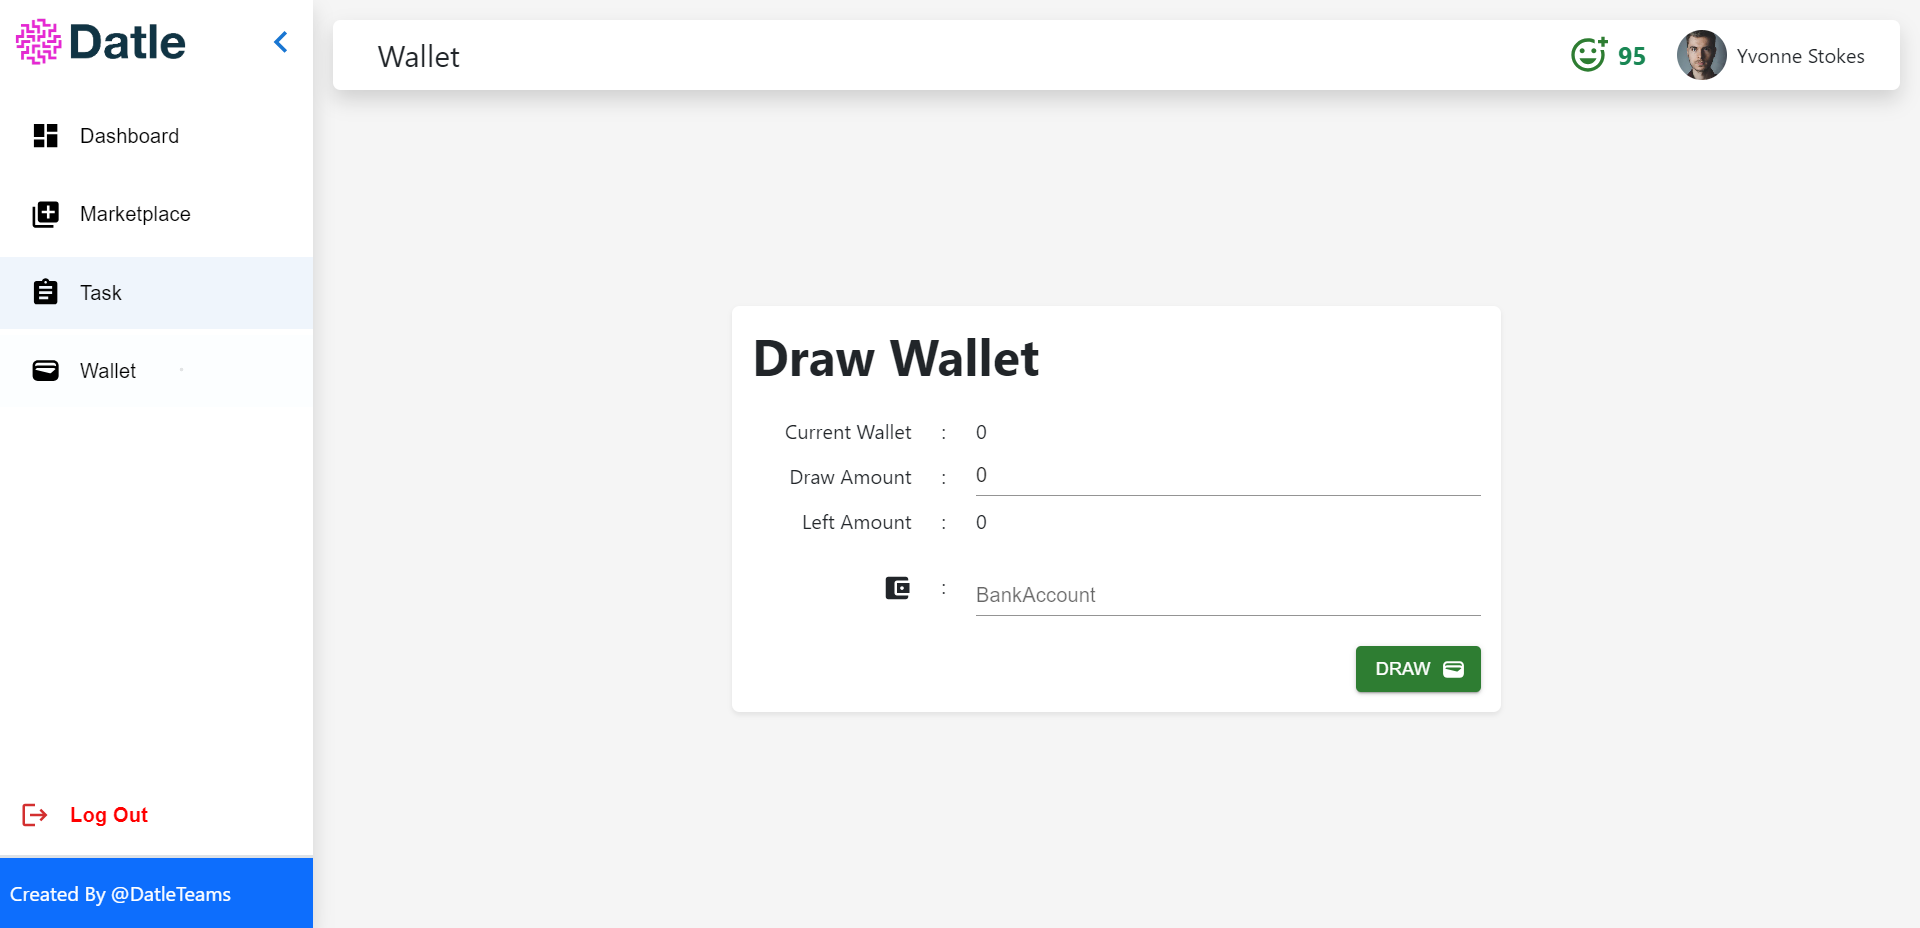 Datle
Dashboard
Marketplace
Task
Wallet
Log Out
Created By @DatleTeams
Wallet
95
Yvonne Stokes
Draw Wallet
Current Wallet : 0
Draw Amount : 0
Left Amount : 0
: BankAccount
DRAW